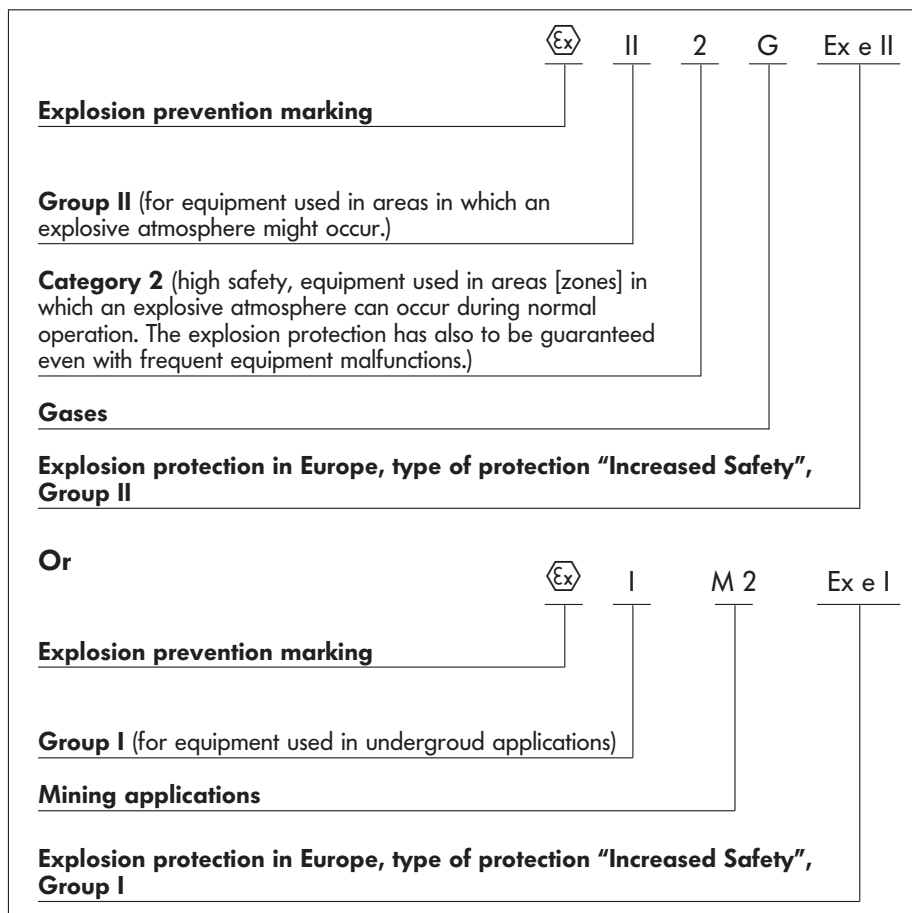 Ex II 2 G Ex e II
Explosion prevention marking
Group II (for equipment used in areas in which an
explosive atmosphere might occur.)
Category 2 (high safety, equipment used in areas [zones] in
which an explosive atmosphere can occur during normal
operation. The explosion protection has also to be guaranteed
even with frequent equipment malfunctions.)
Gases
Explosion protection in Europe, type of protection “Increased Safety”,
Group II
Or
Ex I M 2 Ex e I
Explosion prevention marking
Group I (for equipment used in undergroud applications)
Mining applications
Explosion protection in Europe, type of protection “Increased Safety”,
Group I